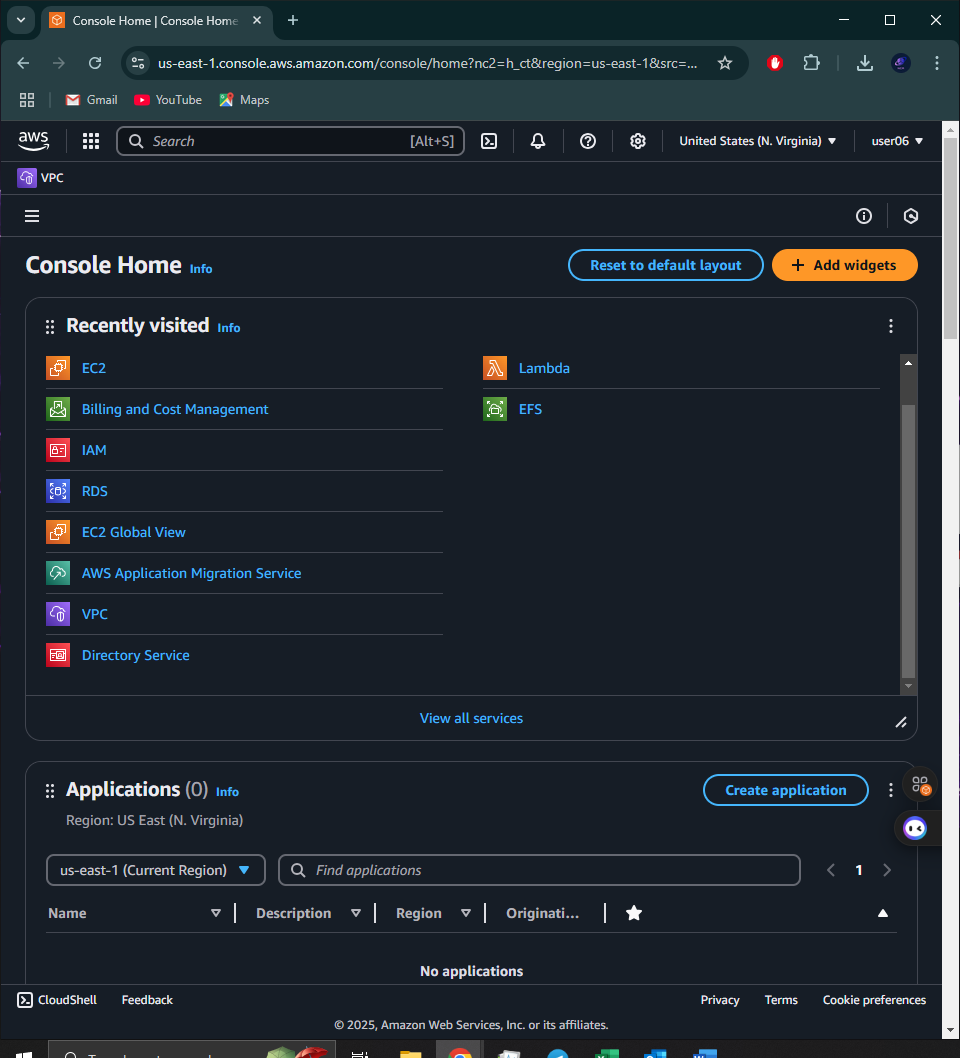 Console Home | Console Home
us-east-1.console.aws.amazon.com/console/home?nc2=h_ct&region=us-east-1&src=...
Gmail YouTube Maps
aws Search [Alt+S] United States (N. Virginia) user06
VPC
Console Home Info Reset to default layout Add widgets
Recently visited Info
EC2 Lambda
Billing and Cost Management EFS
IAM
RDS
EC2 Global View
AWS Application Migration Service
VPC
Directory Service
View all services
Applications (0) Info Create application
Region: US East (N. Virginia)
us-east-1 (Current Region) Find applications 1
Name Description Region Originati...
No applications
CloudShell Feedback Privacy Terms Cookie preferences
© 2025, Amazon Web Services, Inc. or its affiliates.